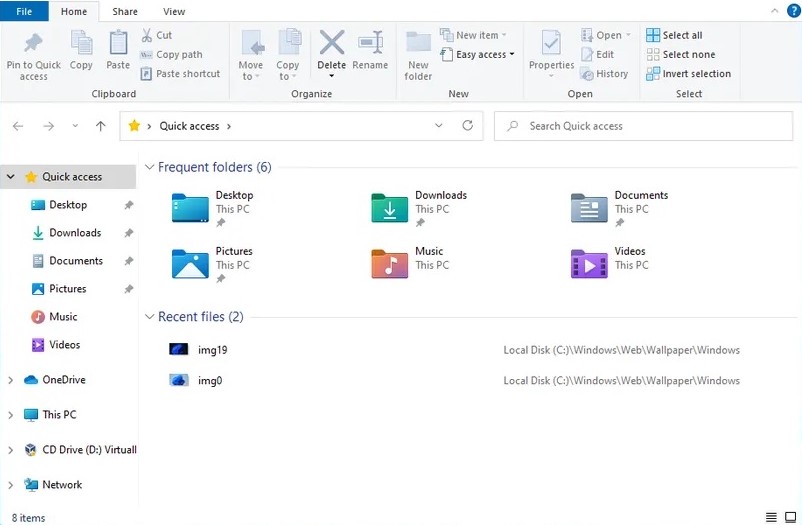 File Home Share View
Pin to Quick access
Copy
Paste
Cut
Copy path
Paste shortcut
Clipboard
Move to
Copy to
Delete
Rename
Organize
New folder
New item
Easy access
New
Properties
Open
Edit
History
Open
Select all
Select none
Invert selection
Select
Quick access
Search Quick access
Quick access
Desktop
Downloads
Documents
Pictures
Music
Videos
OneDrive
This PC
CD Drive (D:) Virtuall
Network
Frequent folders (6)
Desktop
This PC
Downloads
This PC
Documents
This PC
Pictures
This PC
Music
This PC
Videos
This PC
Recent files (2)
img19 Local Disk (C:)\Windows\Web\Wallpaper\Windows
img0 Local Disk (C:)\Windows\Web\Wallpaper\Windows
8 items